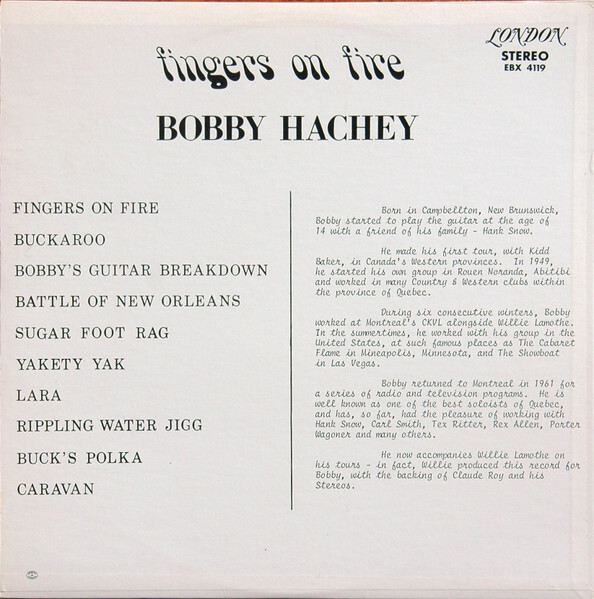 LONDON
STEREO
EBX 4119
fingers on fire
BOBBY HACHEY
FINGERS ON FIRE
BUCKAROO
BOBBY'S GUITAR BREAKDOWN
BATTLE OF NEW ORLEANS
SUGAR FOOT RAG
YAKETY YAK
LARA
RIPPLING WATER JIGG
BUCK'S POLKA
CARAVAN
Born in Campbellton, New Brunswick,
Bobby started to play the guitar at the age of
14 with a friend of his family - Hank Snow.
He made his first tour, with Kidd
Baker, in Canada's Western provinces. In 1949,
he started his own group in Rouen Noranda, Abitibi
and worked in many Country & Western clubs within
the province of Quebec.
During six consecutive winters, Bobby
worked at Montreal's CKVL alongside Willie Lamothe.
In the summertimes, he worked with his group in the
United States, at such famous places as The Cabaret
Flame in Mineapolis, Minnesota, and The Showboat
in Las Vegas.
Bobby returned to Montreal in 1961 for
a series of radio and television programs. He is
well known as one of the best soloists of Quebec,
and has, so far, had the pleasure of working with
Hank Snow, Carl Smith, Tex Ritter, Rex Allen, Porter
Wagoner and many others.
He now accompanies Willie Lamothe on
his tours - in fact, Willie produced this record for
Bobby, with the backing of Claude Roy and his
Stereos.